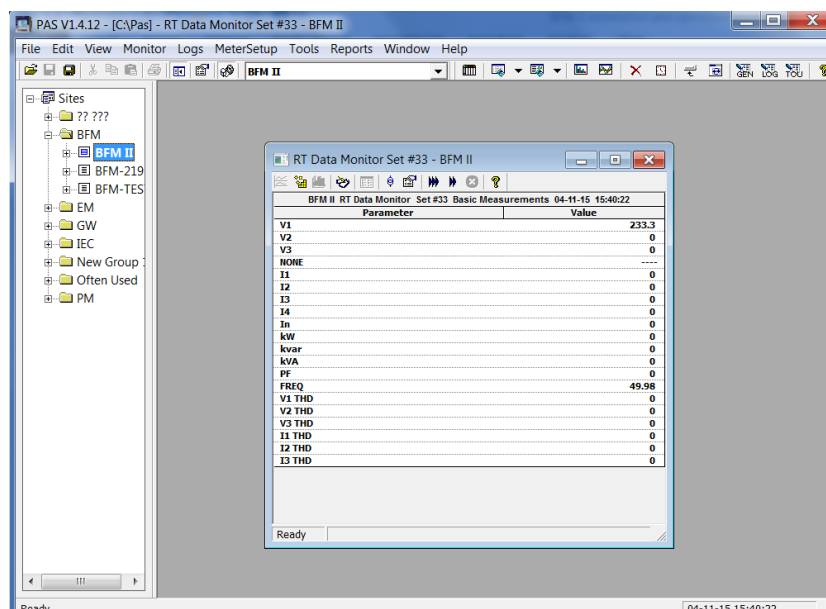 PAS V1.4.12 - [C:\Pas] - RT Data Monitor Set #33 - BFM II
File Edit View Monitor Logs MeterSetup Tools Reports Window Help
BFM II
GEN LOG TOU
Sites
?? ???
BFM
BFM II
BFM-219
BFM-TES
EM
GW
IEC
New Group
Often Used
PM
RT Data Monitor Set #33 - BFM II
BFM II RT Data Monitor Set #33 Basic Measurements 04-11-15 15:40:22
Parameter Value
V1 233.3
V2 0
V3 0
NONE ----
I1 0
I2 0
I3 0
I4 0
In 0
kW 0
kvar 0
kVA 0
PF 0
FREQ 49.98
V1 THD 0
V2 THD 0
V3 THD 0
I1 THD 0
I2 THD 0
I3 THD 0
Ready
Ready 04-11-15 15:40:22